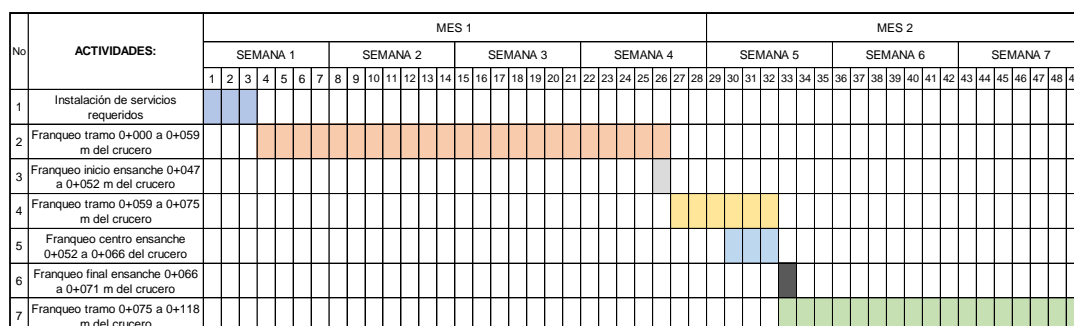 MES 1 MES 2
No ACTIVIDADES: SEMANA 1 SEMANA 2 SEMANA 3 SEMANA 4 SEMANA 5 SEMANA 6 SEMANA 7
1 2 3 4 5 6 7 8 9 10 11 12 13 14 15 16 17 18 19 20 21 22 23 24 25 26 27 28 29 30 31 32 33 34 35 36 37 38 39 40 41 42 43 44 45 46 47 48
1 Instalación de servicios
requeridos
2 Franqueo tramo 0+000 a 0+059
m del crucero
3 Franqueo inicio ensanche 0+047
a 0+052 m del crucero
4 Franqueo tramo 0+059 a 0+075
m del crucero
5 Franqueo centro ensanche
0+052 a 0+066 del crucero
6 Franqueo final ensanche 0+066
a 0+071 m del crucero
7 Franqueo tramo 0+075 a 0+118
m del crucero